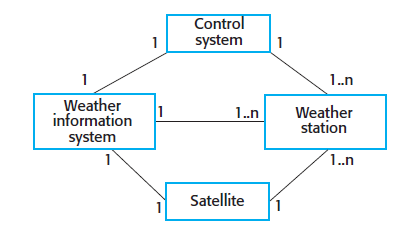 Control
system
1
1
1
1..n
Weather
information
system
1
1..n
Weather
station
1
1..n
Satellite
1
1